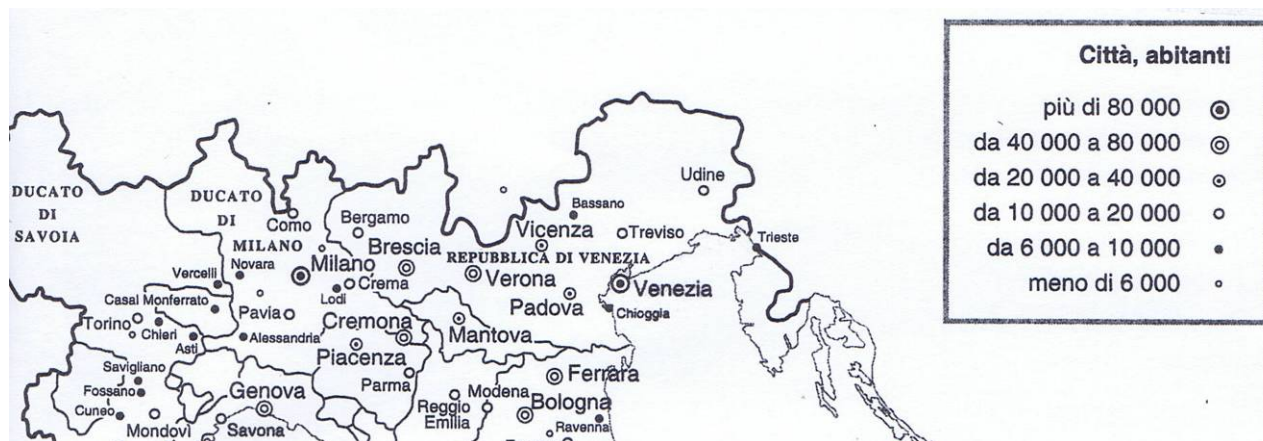 Città, abitanti
più di 80 000
da 40 000 a 80 000
da 20 000 a 40 000
da 10 000 a 20 000
da 6 000 a 10 000
meno di 6 000
DUCATO
DI
SAVOIA
DUCATO
DI
MILANO
REPUBBLICA DI VENEZIA
Udine
Bassano
Como
Bergamo
Vicenza
Treviso
Trieste
Brescia
Vercelli
Novara
Milano
Crema
Lodi
Verona
Padova
Venezia
Chioggia
Casal Monferrato
Torino
Chieri
Asti
Pavia
Alessandria
Cremona
Mantova
Piacenza
Parma
Savigliano
Fossano
Cuneo
Mondovì
Genova
Savona
Reggio
Emilia
Modena
Ferrara
Bologna
Ravenna